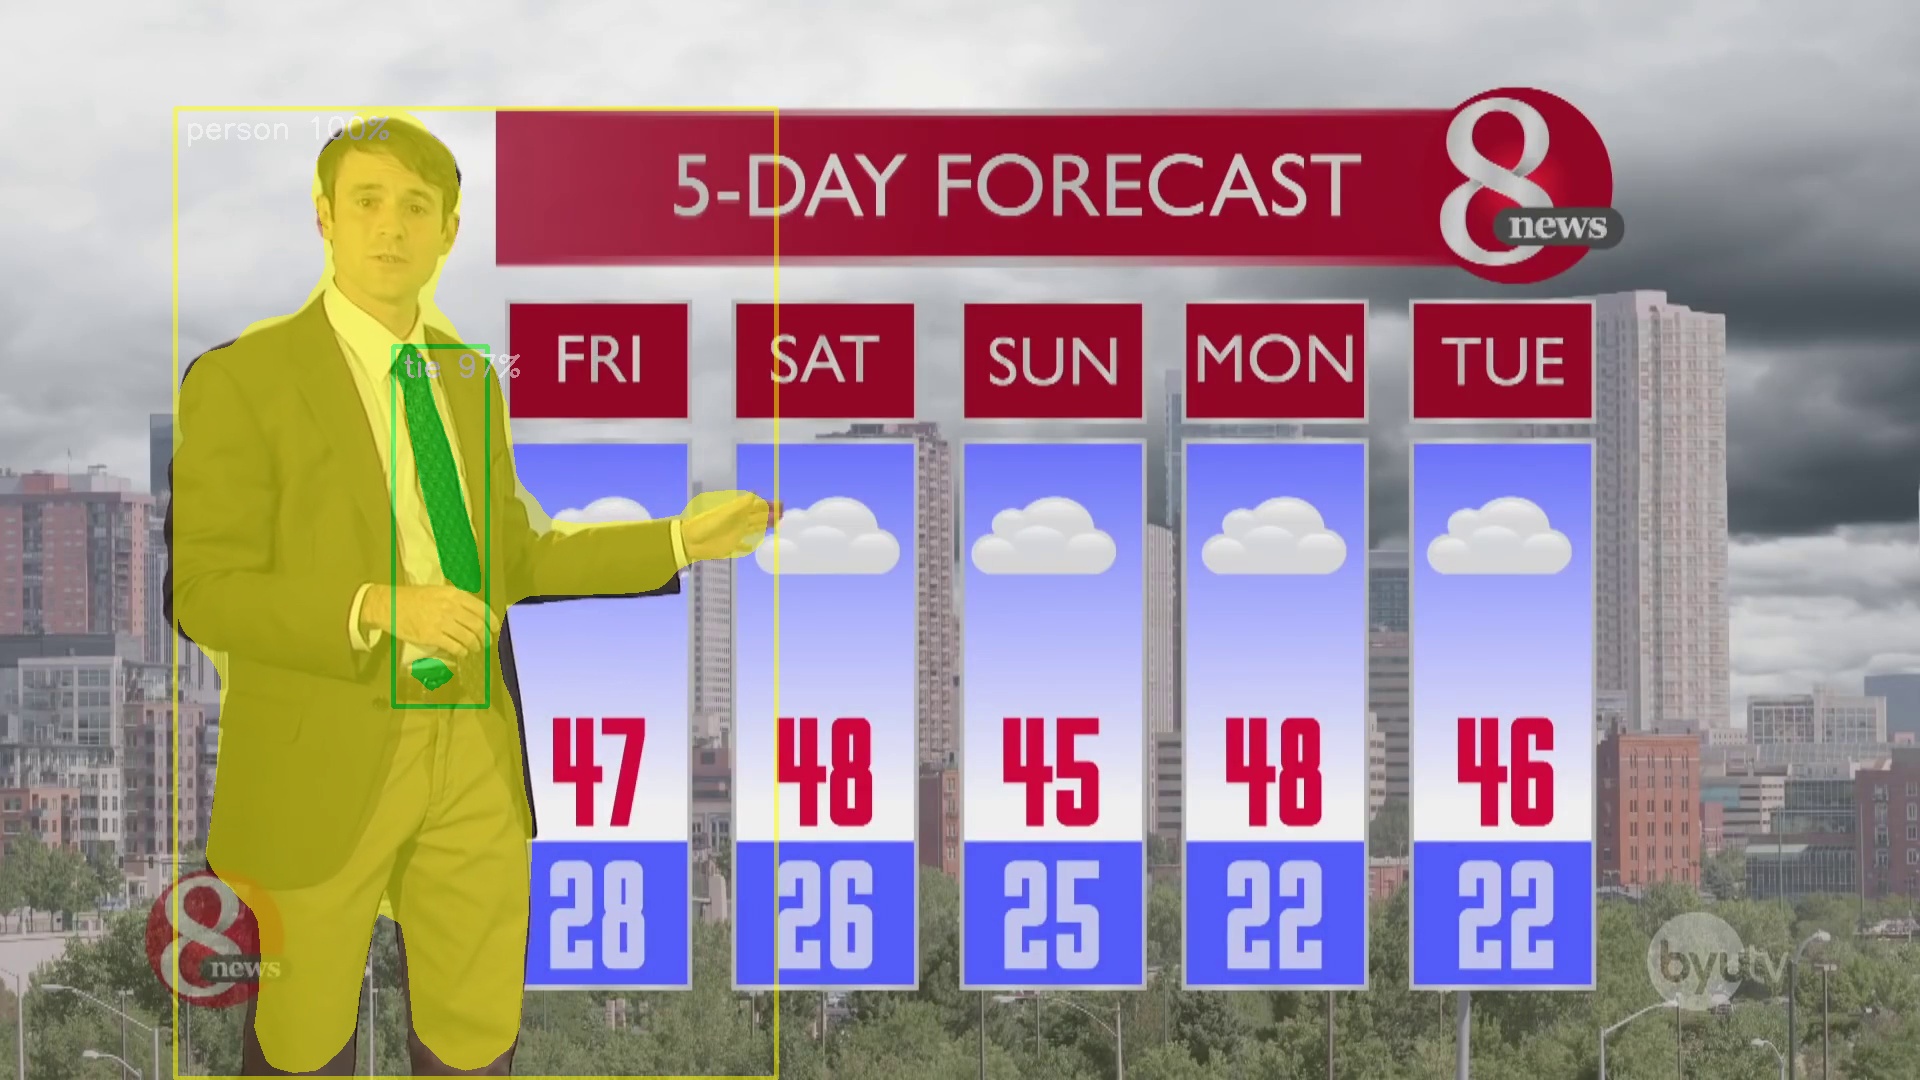 person 100%
5-DAY FORECAST
8
news
tie 97%
FRI SAT SUN MON TUE
47 48 45 48 46
28 26 25 22 22
8
news
byutv